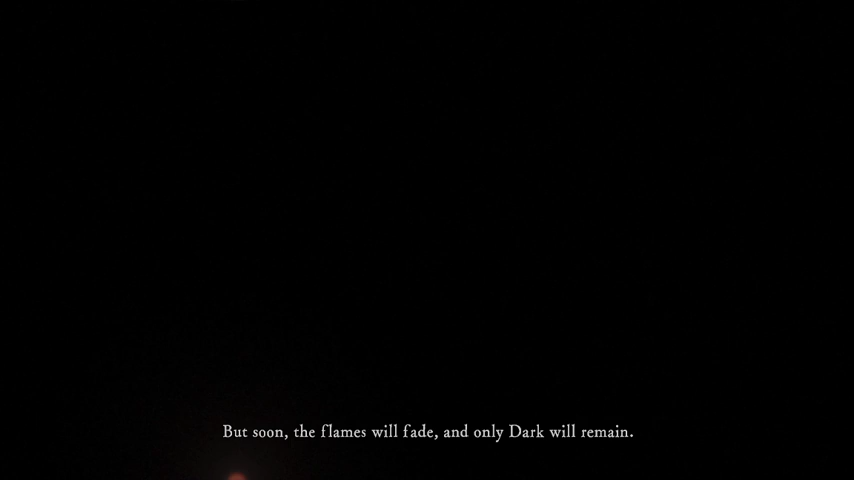 But soon, the flames will fade, and only Dark will remain.